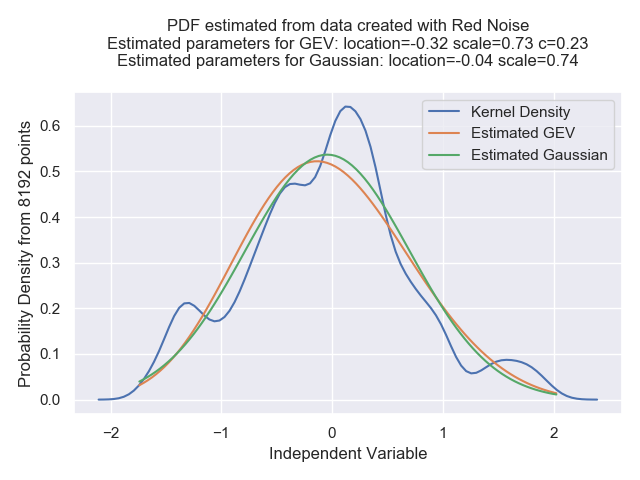 PDF estimated from data created with Red Noise
Estimated parameters for GEV: location=-0.32 scale=0.73 c=0.23
Estimated parameters for Gaussian: location=-0.04 scale=0.74
Kernel Density
Estimated GEV
Estimated Gaussian
Probability Density from 8192 points
0.6
0.5
0.4
0.3
0.2
0.1
0.0
−2 −1 0 1 2
Independent Variable